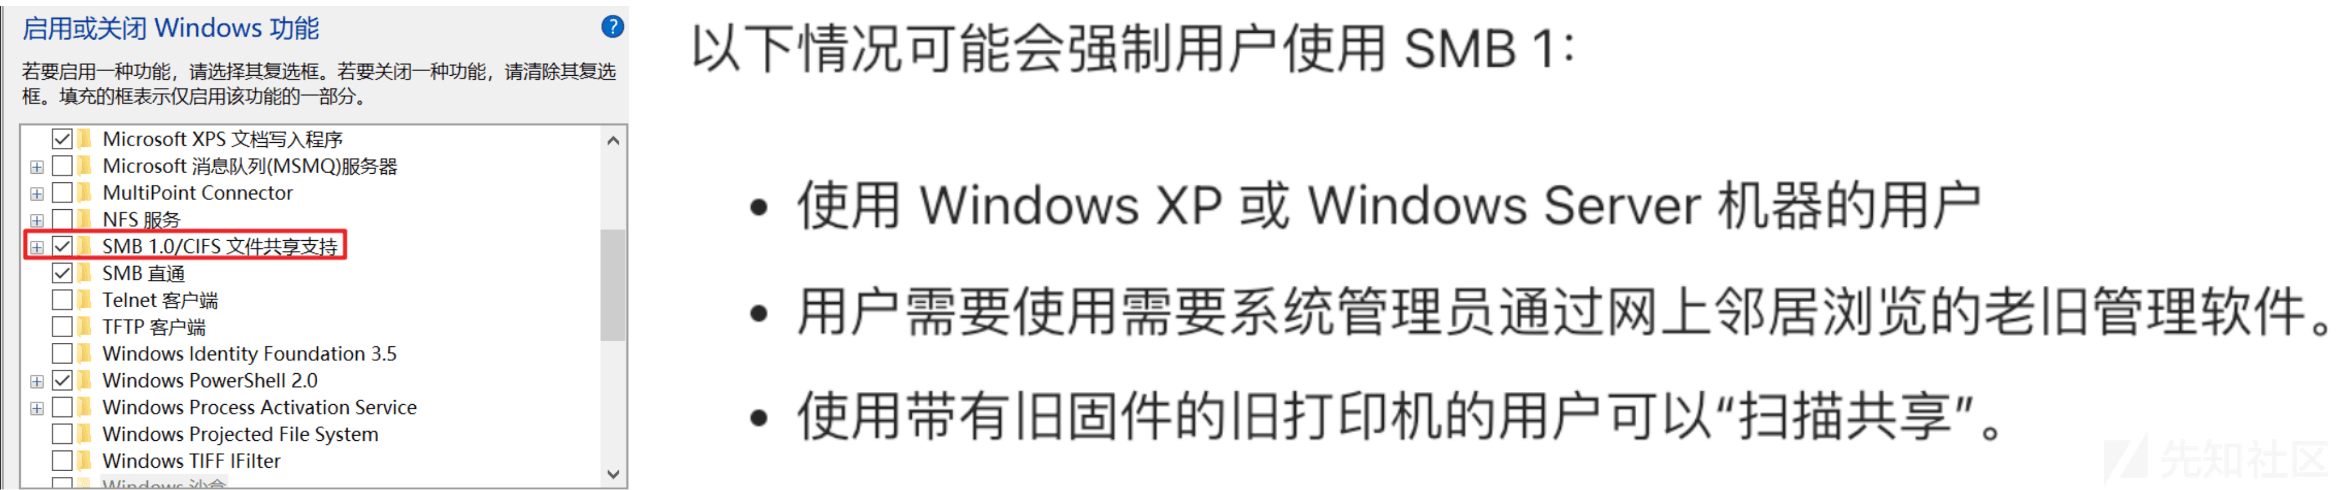 启用或关闭 Windows 功能
?
若要启用一种功能，请选择其复选框。若要关闭一种功能，请清除其复选
框。填充的框表示仅启用该功能的一部分。
Microsoft XPS 文档写入程序
Microsoft 消息队列(MSMQ)服务器
MultiPoint Connector
NFS 服务
SMB 1.0/CIFS 文件共享支持
SMB 直通
Telnet 客户端
TFTP 客户端
Windows Identity Foundation 3.5
Windows PowerShell 2.0
Windows Process Activation Service
Windows Projected File System
Windows TIFF IFilter
Windows 沙盒
以下情况可能会强制用户使用 SMB 1：
• 使用 Windows XP 或 Windows Server 机器的用户
• 用户需要使用需要系统管理员通过网上邻居浏览的老旧管理软件。
• 使用带有旧固件的旧打印机的用户可以“扫描共享”。
先知社区